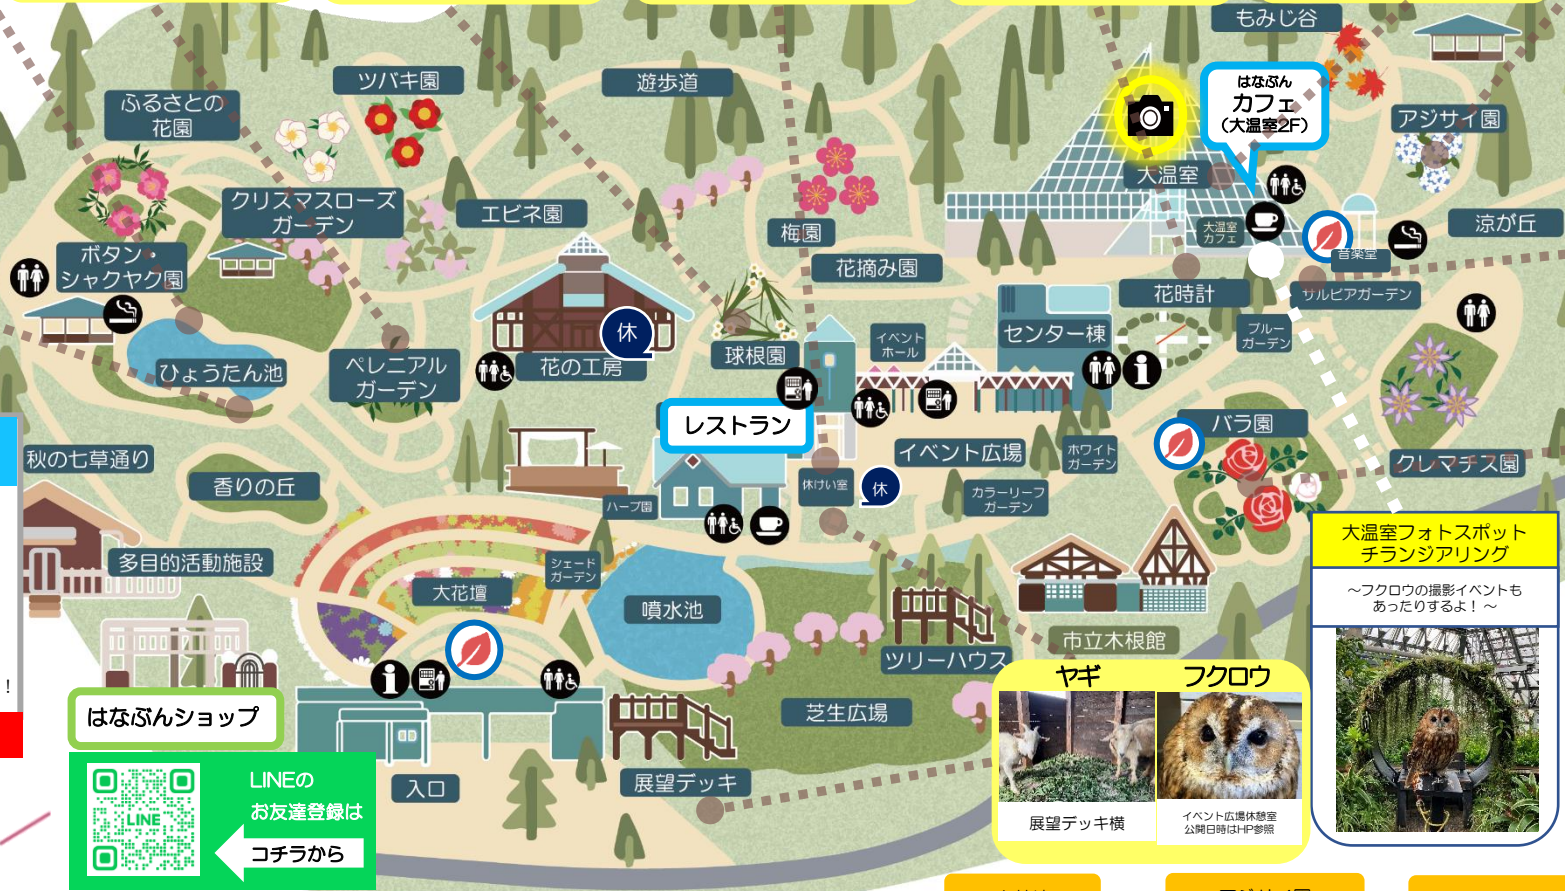 もみじ谷
ツバキ園
遊歩道
はなぶん
カフェ
（大温室2F）
ふるさとの
花園
アジサイ園
大温室
クリスマスローズ
ガーデン
エビネ園
梅園
大温室
カフェ
涼が丘
ボタン・
シャクヤク園
花摘み園
音楽堂
花時計
サルビアガーデン
休
センター棟
イベント
ホール
ブルー
ガーデン
球根園
花の工房
ひょうたん池
ペレニアル
ガーデン
レストラン
バラ園
秋の七草通り
イベント広場
ホワイト
ガーデン
クレマチス園
香りの丘
休けい室
休
カラーリーフ
ガーデン
ハーブ園
大温室フォトスポット
チランジアリング
多目的活動施設
シェード
ガーデン
大花壇
噴水池
～フクロウの撮影イベントも
あったりするよ！～
市立木根館
ツリーハウス
ヤギ
フクロウ
！
はなぶんショップ
芝生広場
LINEの
お友達登録は
コチラから
LINE
入口
展望デッキ
展望デッキ横
イベント広場休憩室
公開日時はHP参照